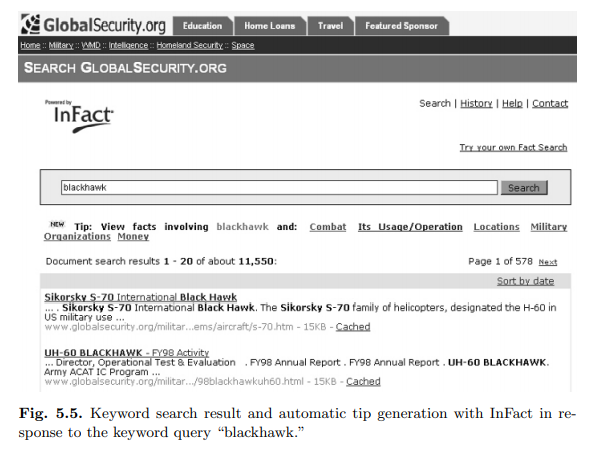 GlobalSecurity.org Education Home Loans Travel Featured Sponsor
Home :: Military :: WMD :: Intelligence :: Homeland Security :: Space
SEARCH GLOBALSECURITY.ORG
Powered by
InFact
Search | History | Help | Contact
Try your own Fact Search
blackhawk Search
NEW Tip: View facts involving blackhawk and: Combat Its Usage/Operation Locations Military
Organizations Money
Document search results 1 - 20 of about 11,550: Page 1 of 578 Next
Sort by date
Sikorsky S-70 International Black Hawk
... . Sikorsky S-70 International Black Hawk. The Sikorsky S-70 family of helicopters, designated the H-60 in
US military use ...
www.globalsecurity.org/militar...ems/aircraft/s-70.htm - 15KB - Cached
UH-60 BLACKHAWK - FY98 Activity
... Director, Operational Test & Evaluation . FY98 Annual Report . FY98 Annual Report . UH-60 BLACKHAWK.
Army ACAT IC Program ...
www.globalsecurity.org/militar.../98blackhawkuh60.html - 15KB - Cached
Fig. 5.5. Keyword search result and automatic tip generation with InFact in re-
sponse to the keyword query “blackhawk.”